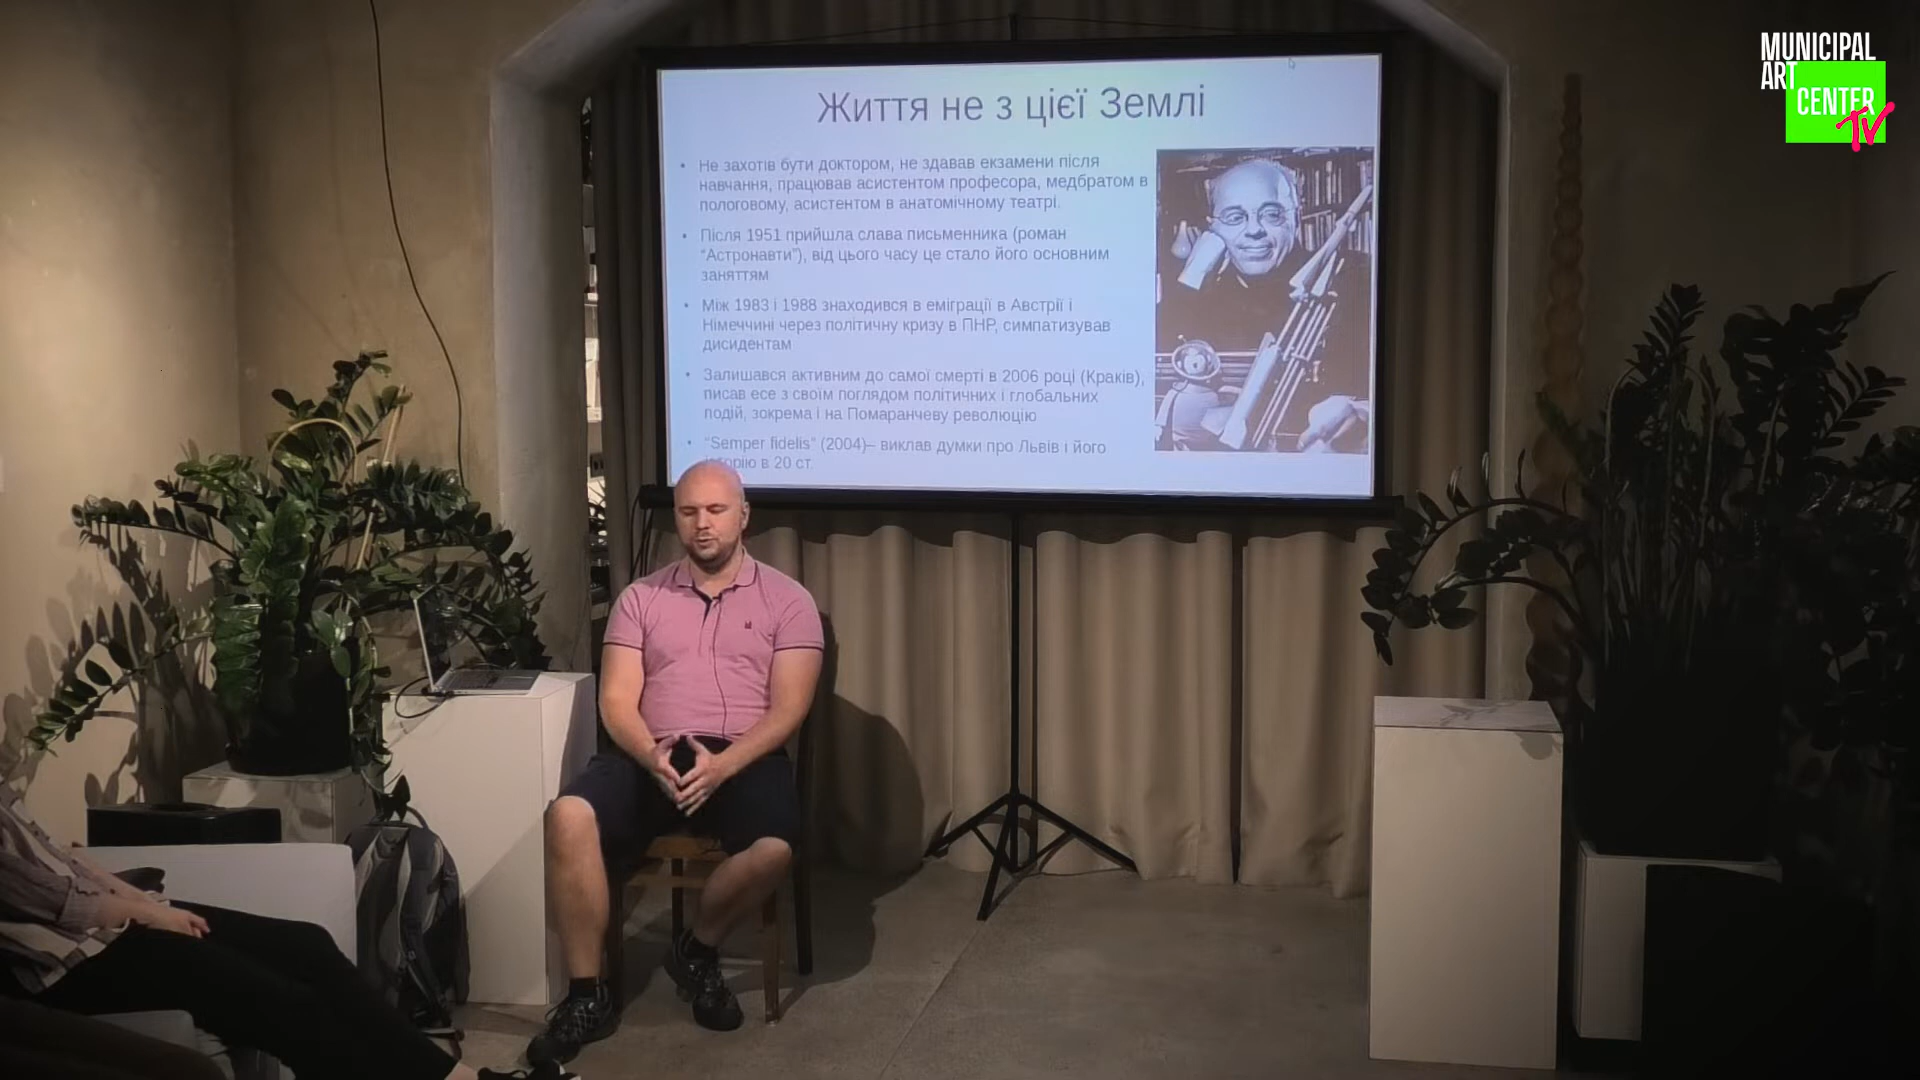 MUNICIPAL
ART
CENTER
TV
Життя не з цієї Землі
• Не захотів бути доктором, не здавав екзамени після
навчання, працював асистентом професора, медбратом в
пологовому, асистентом в анатомічному театрі.
• Після 1951 прийшла слава письменника (роман
“Астронавти”), від цього часу це стало його основним
заняттям
• Між 1983 і 1988 знаходився в еміграції в Австрії і
Німеччині через політичну кризу в ПНР, симпатизував
дисидентам
• Залишався активним до самої смерті в 2006 році (Краків),
писав есе з своїм поглядом політичних і глобальних
подій, зокрема і на Помаранчеву революцію
• “Semper fidelis” (2004)– виклав думки про Львів і його
історію в 20 ст.